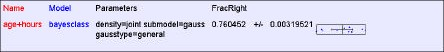 Name Model Parameters FracRight
age+hours bayesclass density=joint submodel=gauss 0.760452 +/- 0.00319521
gausstype=general